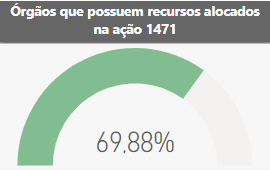 Órgãos que possuem recursos alocados
na ação 1471
69,88%